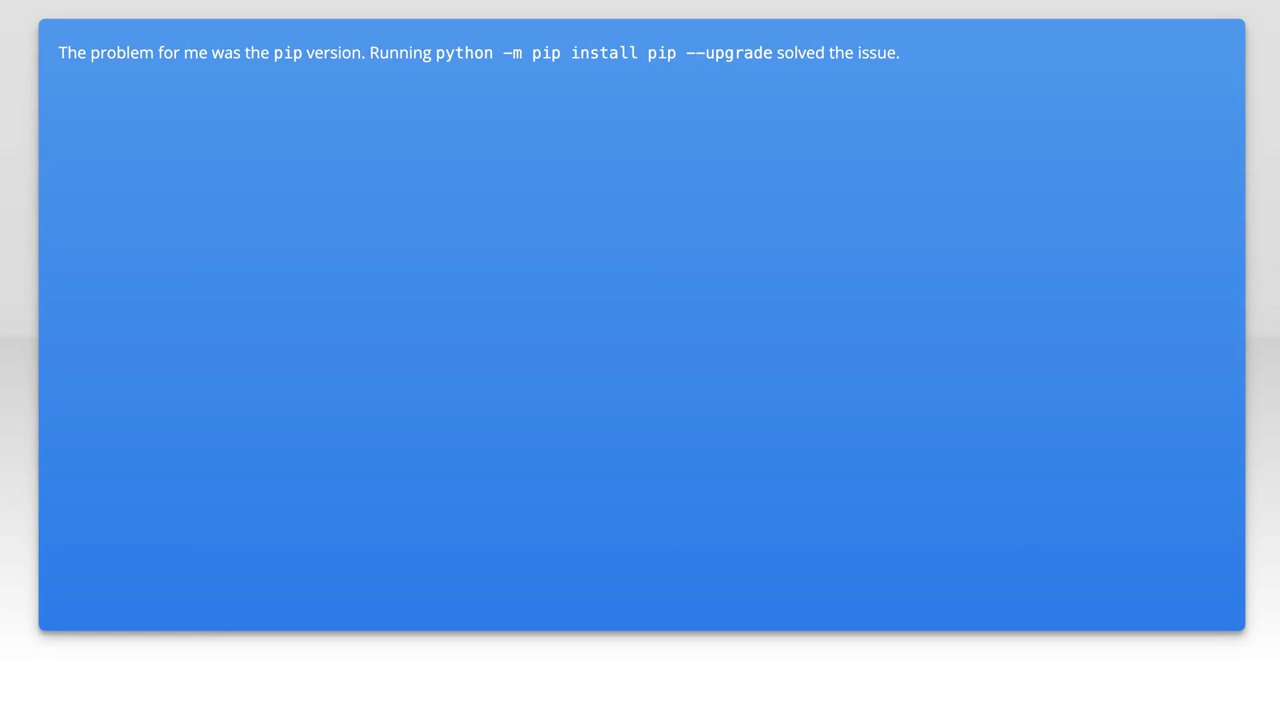 The problem for me was the pip version. Running python -m pip install pip --upgrade solved the issue.